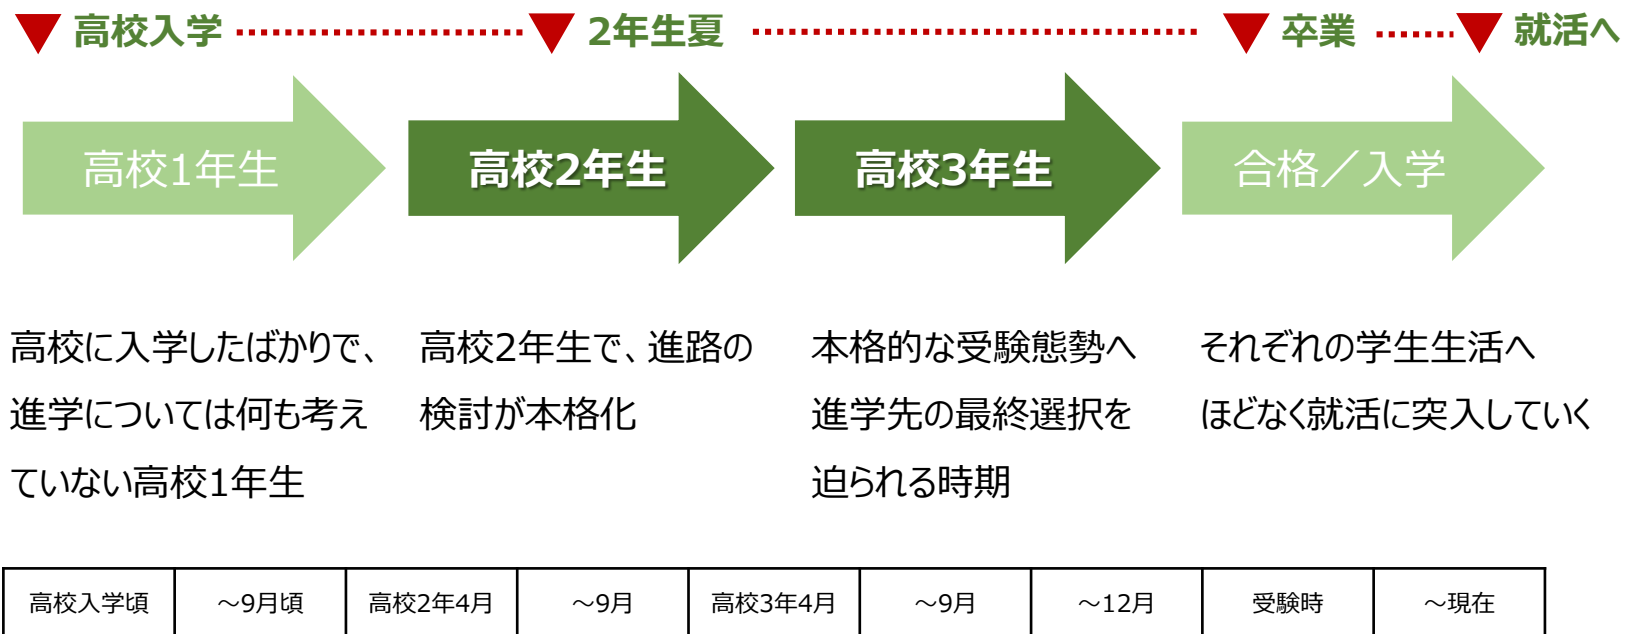 高校入学
2年生夏
卒業
就活へ
高校1年生
高校2年生
高校3年生
合格／入学
高校に入学したばかりで、
進学については何も考え
ていない高校1年生
高校2年生で、進路の
検討が本格化
本格的な受験態勢へ
進学先の最終選択を
迫られる時期
それぞれの学生生活へ
ほどなく就活に突入していく
高校入学頃
～9月頃
高校2年4月
～9月
高校3年4月
～9月
～12月
受験時
～現在